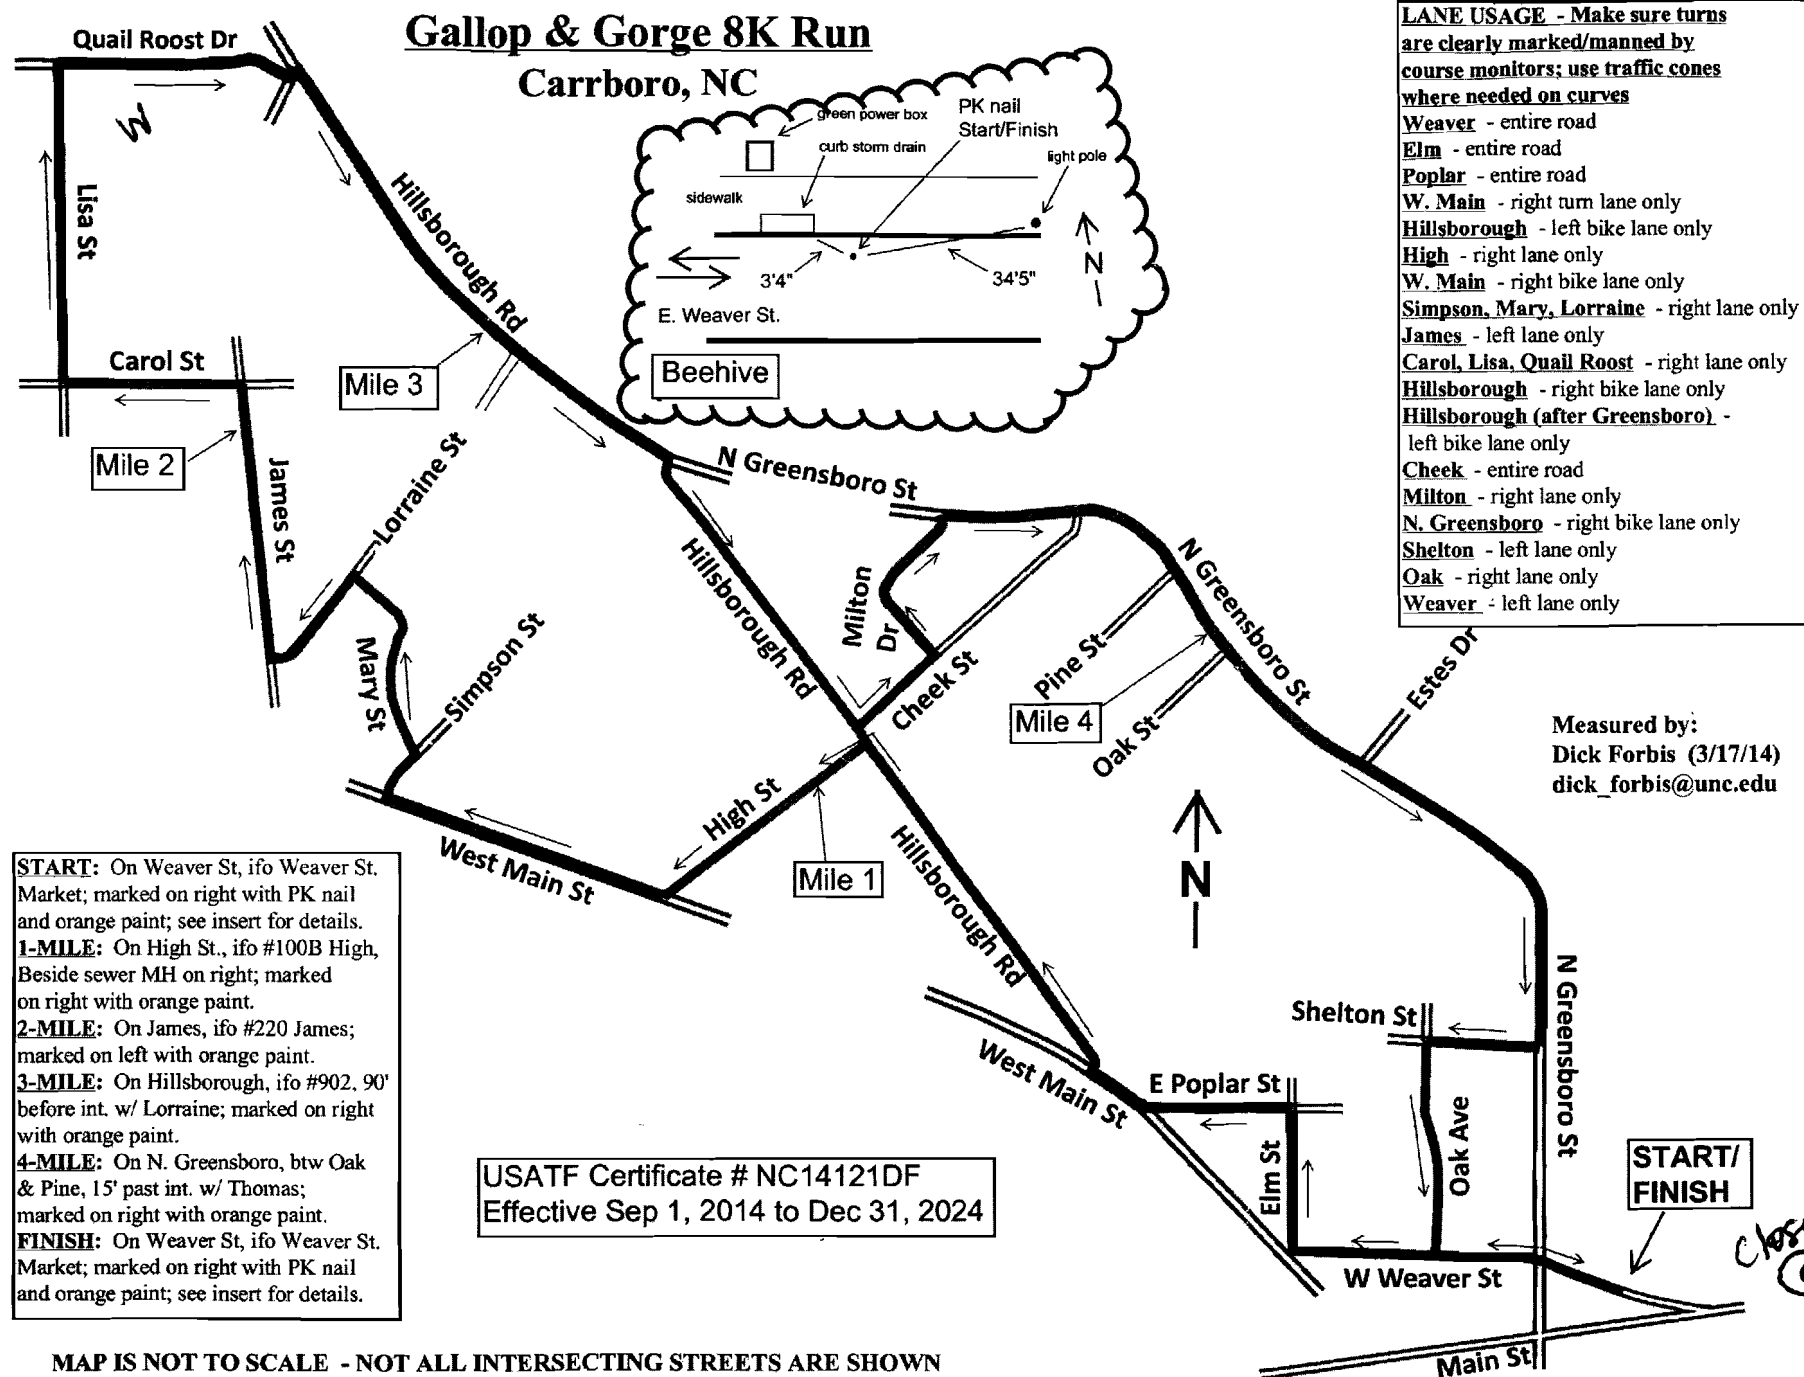 Gallop & Gorge 8K Run
Carrboro, NC
Quail Roost Dr
Lisa St
Hillsborough Rd
Carol St
Mile 3
Mile 2
James St
Lorraine St
green power box
PK nail
Start/Finish
curb storm drain
light pole
sidewalk
3'4"
34'5"
N
E. Weaver St.
Beehive
LANE USAGE - Make sure turns
are clearly marked/manned by
course monitors; use traffic cones
where needed on curves
Weaver - entire road
Elm - entire road
Poplar - entire road
W. Main - right turn lane only
Hillsborough - left bike lane only
High - right lane only
W. Main - right bike lane only
Simpson, Mary, Lorraine - right lane only
James - left lane only
Carol, Lisa, Quail Roost - right lane only
Hillsborough - right bike lane only
Hillsborough (after Greensboro) -
left bike lane only
Cheek - entire road
Milton - right lane only
N. Greensboro - right bike lane only
Shelton - left lane only
Oak - right lane only
Weaver - left lane only
N Greensboro St
Hillsborough Rd
Milton
Dr
N Greensboro St
Mary St
Simpson St
Cheek St
Pine St
Mile 4
Oak St
Estes Dr
Measured by:
Dick Forbis (3/17/14)
dick_forbis@unc.edu
High St
West Main St
Mile 1
Hillsborough Rd
N
START: On Weaver St, ifo Weaver St.
Market; marked on right with PK nail
and orange paint; see insert for details.
1-MILE: On High St., ifo #100B High,
Beside sewer MH on right; marked
on right with orange paint.
2-MILE: On James, ifo #220 James;
marked on left with orange paint.
3-MILE: On Hillsborough, ifo #902, 90'
before int. w/ Lorraine; marked on right
with orange paint.
4-MILE: On N. Greensboro, btw Oak
& Pine, 15' past int. w/ Thomas;
marked on right with orange paint.
FINISH: On Weaver St, ifo Weaver St.
Market; marked on right with PK nail
and orange paint; see insert for details.
N Greensboro St
Shelton St
West Main St
E Poplar St
Elm St
Oak Ave
START/
FINISH
W Weaver St
Main St
USATF Certificate # NC14121DF
Effective Sep 1, 2014 to Dec 31, 2024
MAP IS NOT TO SCALE - NOT ALL INTERSECTING STREETS ARE SHOWN